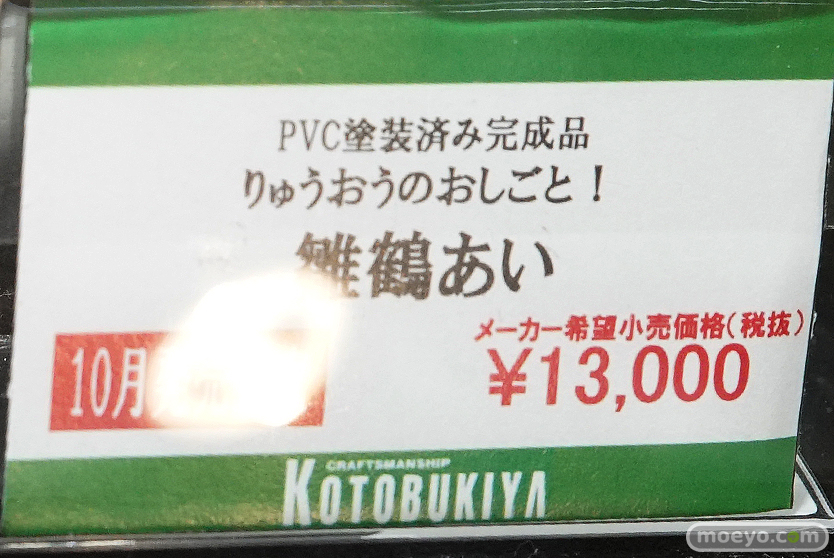 PVC塗装済み完成品
りゅうおうのおしごと！
雛鶴あい
メーカー希望小売価格(税抜)
10月
¥13,000
CRAFTSMANSHIP
KOTOBUKIYA
moeyo.com